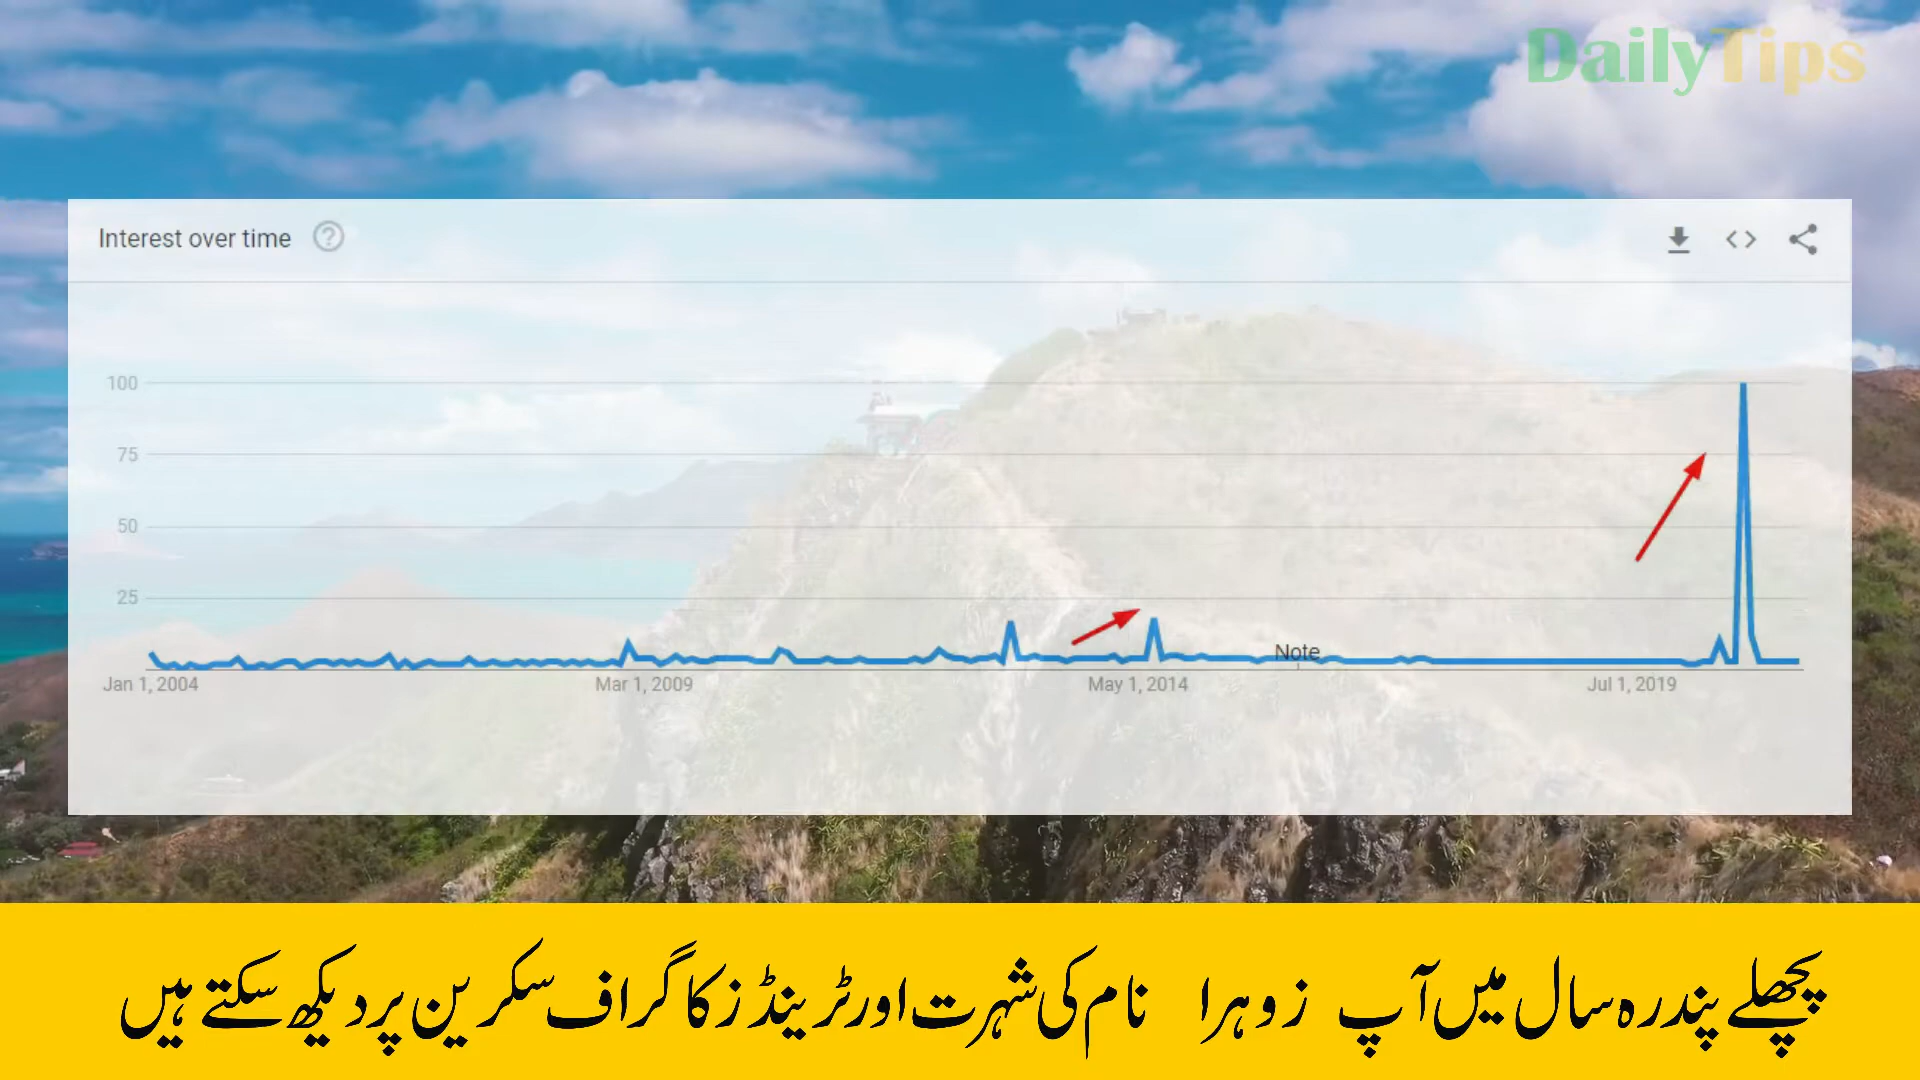 DailyTips
Interest over time
100
75
50
25
Note
Jan 1, 2004 Mar 1, 2009 May 1, 2014 Jul 1, 2019
پچھلے پندرہ سال میں آپ زوہرا نام کی شہرت اور ٹرینڈز کا گراف سکرین پر دیکھ سکتے ہیں